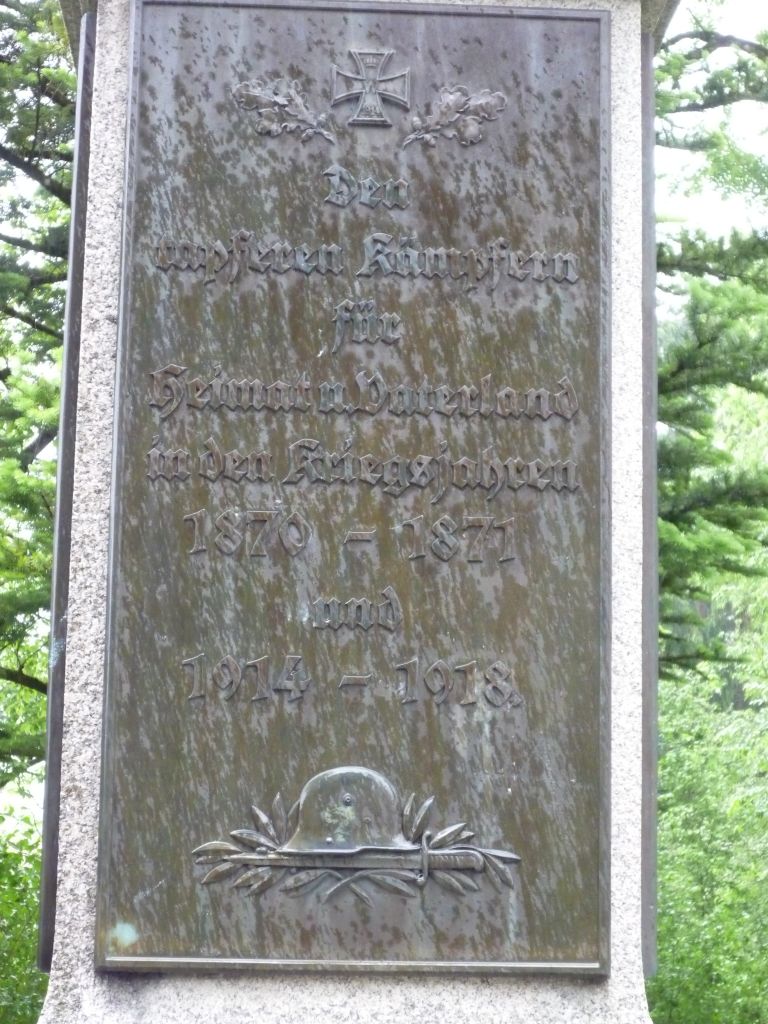 Den
tapferen Kämpfern
für
Heimat u. Vaterland
in den Kriegsjahren
1870 - 1871
und
1914 - 1918.